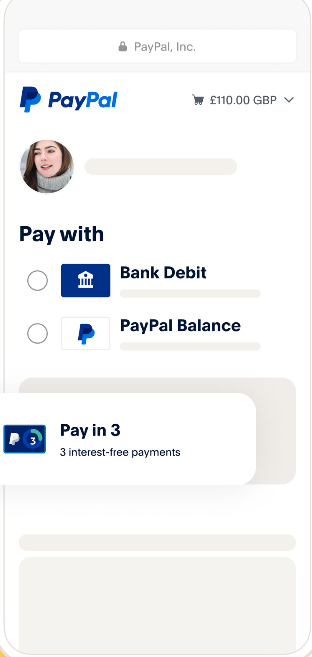 PayPal, Inc.
PayPal
£110.00 GBP
Pay with
Bank Debit
PayPal Balance
3
Pay in 3
3 interest-free payments